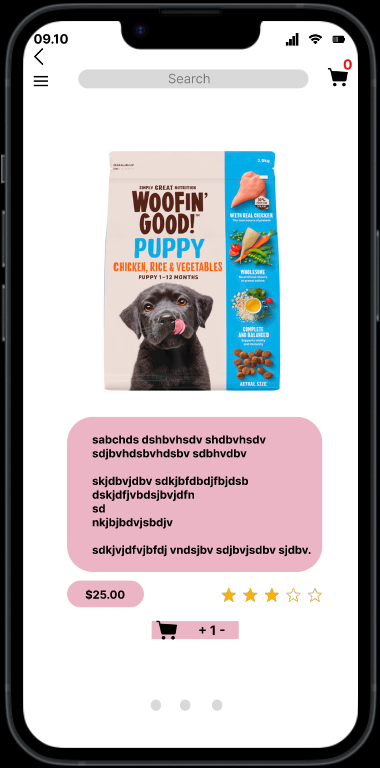 09.10
Search
0
2.5kg
SIMPLY GREAT NUTRITION
WOOFIN'
GOOD!
PUPPY
CHICKEN, RICE & VEGETABLES
PUPPY 1-12 MONTHS
WITH REAL CHICKEN
WHOLESOME
COMPLETE
AND BALANCED
ACTUAL SIZE
sabchds dshbvhsdv shdbvhsdv
sdjbvhdsbvhdsbv sdbhvdbv
skjdbvjdbv sdkjbfdbdjfbjdsb
dskjdfjvbdsjbvjdfn
sd
nkjbjbdvjsbdjv
sdkjvjdfvjbfdj vndsjbv sdjbvjsdbv sjdbv.
$25.00
+ 1 -